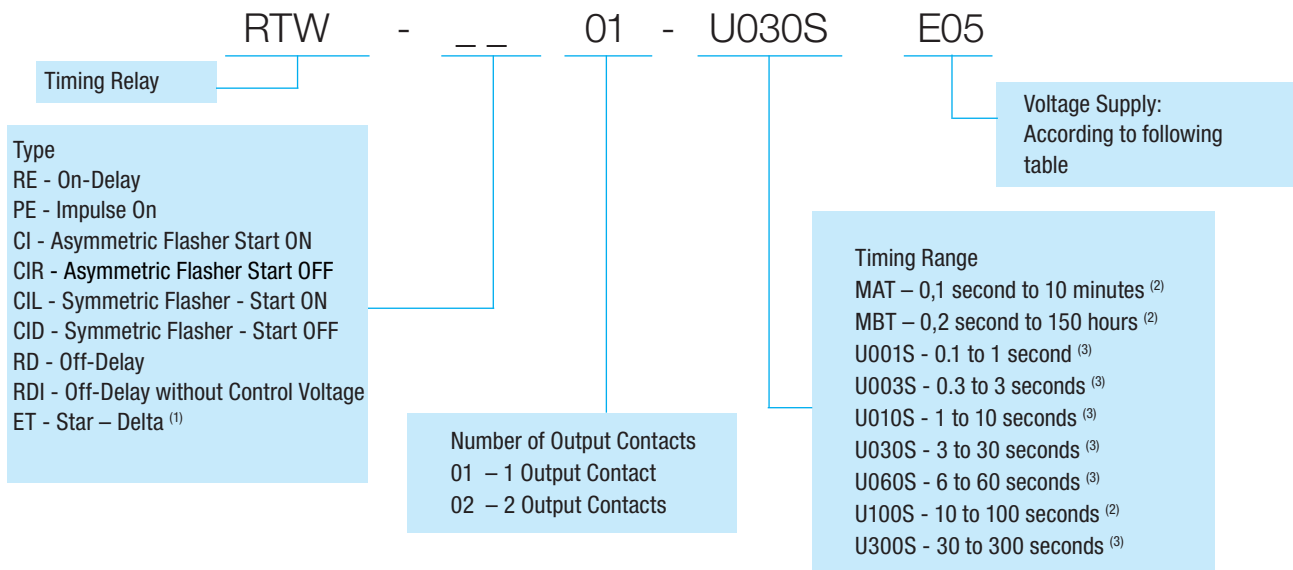 RTW - _ _ 01 - U030S E05
Timing Relay
Type
RE - On-Delay
PE - Impulse On
CI - Asymmetric Flasher Start ON
CIR - Asymmetric Flasher Start OFF
CIL - Symmetric Flasher - Start ON
CID - Symmetric Flasher - Start OFF
RD - Off-Delay
RDI - Off-Delay without Control Voltage
ET - Star – Delta (1)
Number of Output Contacts
01 – 1 Output Contact
02 – 2 Output Contacts
Timing Range
MAT – 0,1 second to 10 minutes (2)
MBT – 0,2 second to 150 hours (2)
U001S - 0.1 to 1 second (3)
U003S - 0.3 to 3 seconds (3)
U010S - 1 to 10 seconds (3)
U030S - 3 to 30 seconds (3)
U060S - 6 to 60 seconds (3)
U100S - 10 to 100 seconds (2)
U300S - 30 to 300 seconds (3)
Voltage Supply:
According to following
table